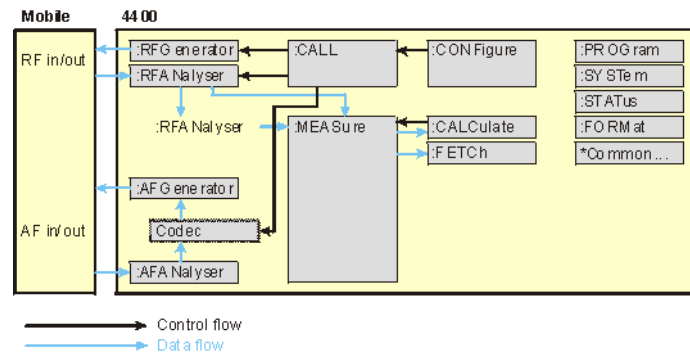 Mobile 4400
RF in/out
:RFGenerator
:CALL
:CONFigure
:PROGram
:RFANalyser
:SYSTem
:STATus
:RFANalyser
:MEASure
:CALCulate
:FORMat
:FETCh
*Common...
:AFGenerator
AF in/out
Codec
:AFANalyser
Control flow
Data flow